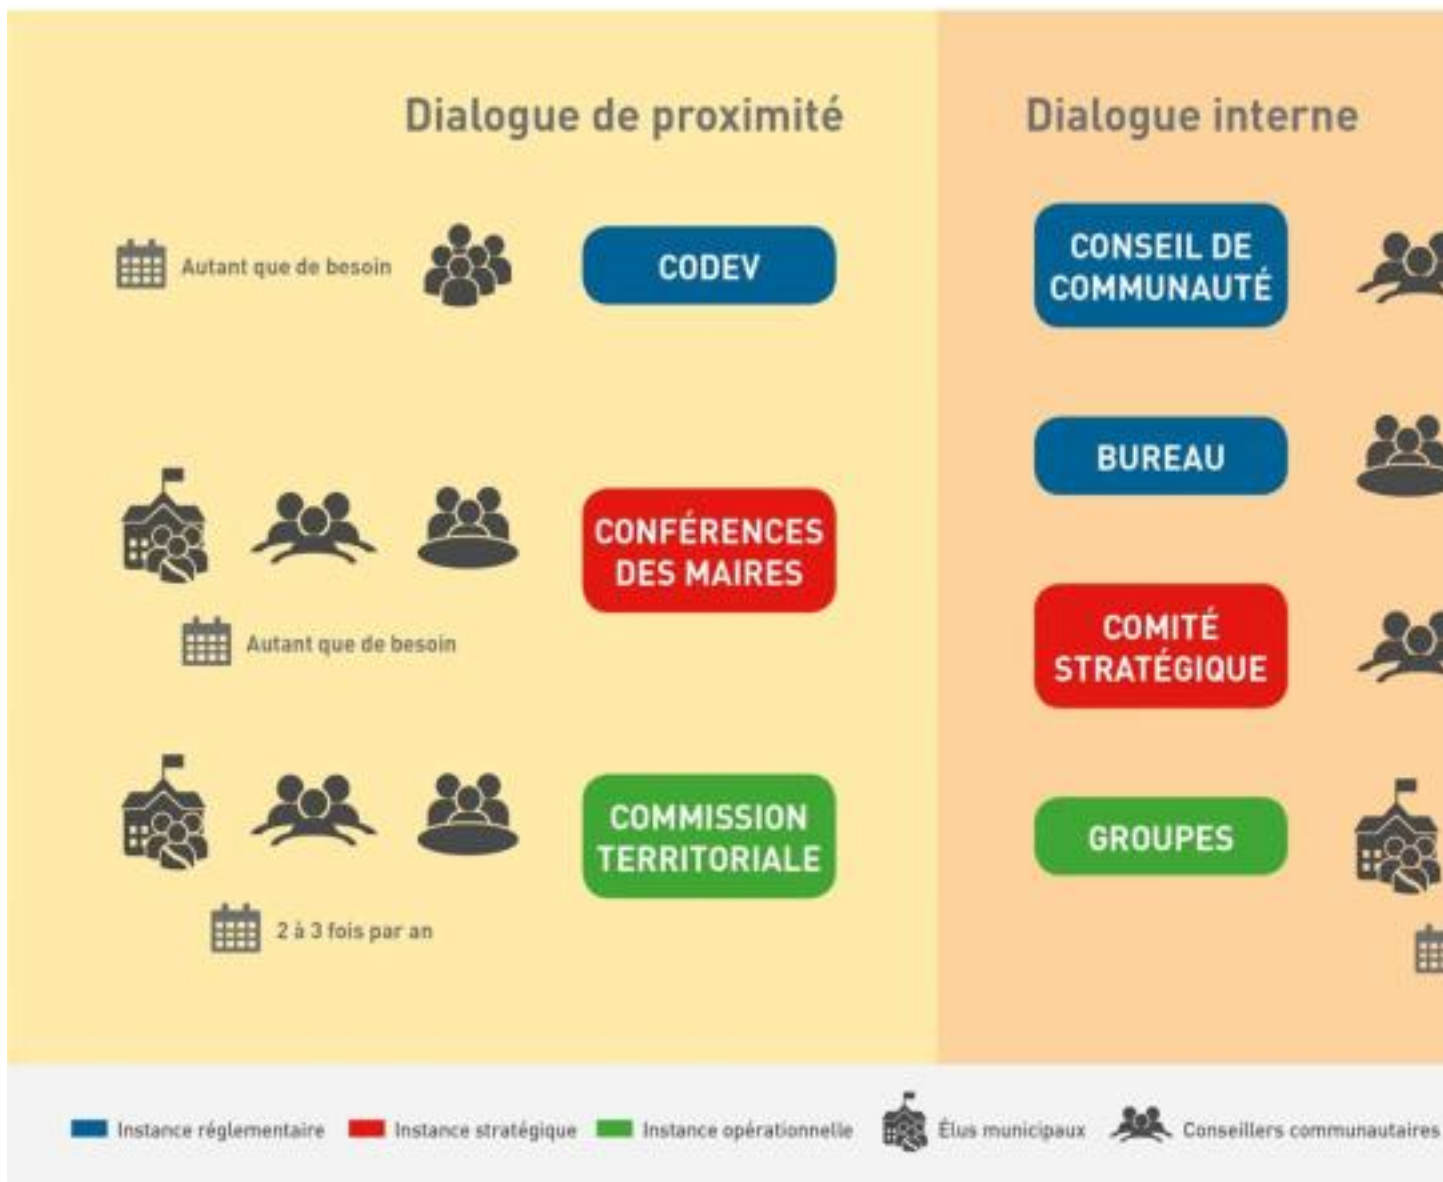 Dialogue de proximité
Autant que de besoin
CODEV
CONFÉRENCES
DES MAIRES
Autant que de besoin
COMMISSION
TERRITORIALE
2 à 3 fois par an
Dialogue interne
CONSEIL DE
COMMUNAUTÉ
BUREAU
COMITÉ
STRATÉGIQUE
GROUPES
Instance réglementaire
Instance stratégique
Instance opérationnelle
Élus municipaux
Conseillers communautaires